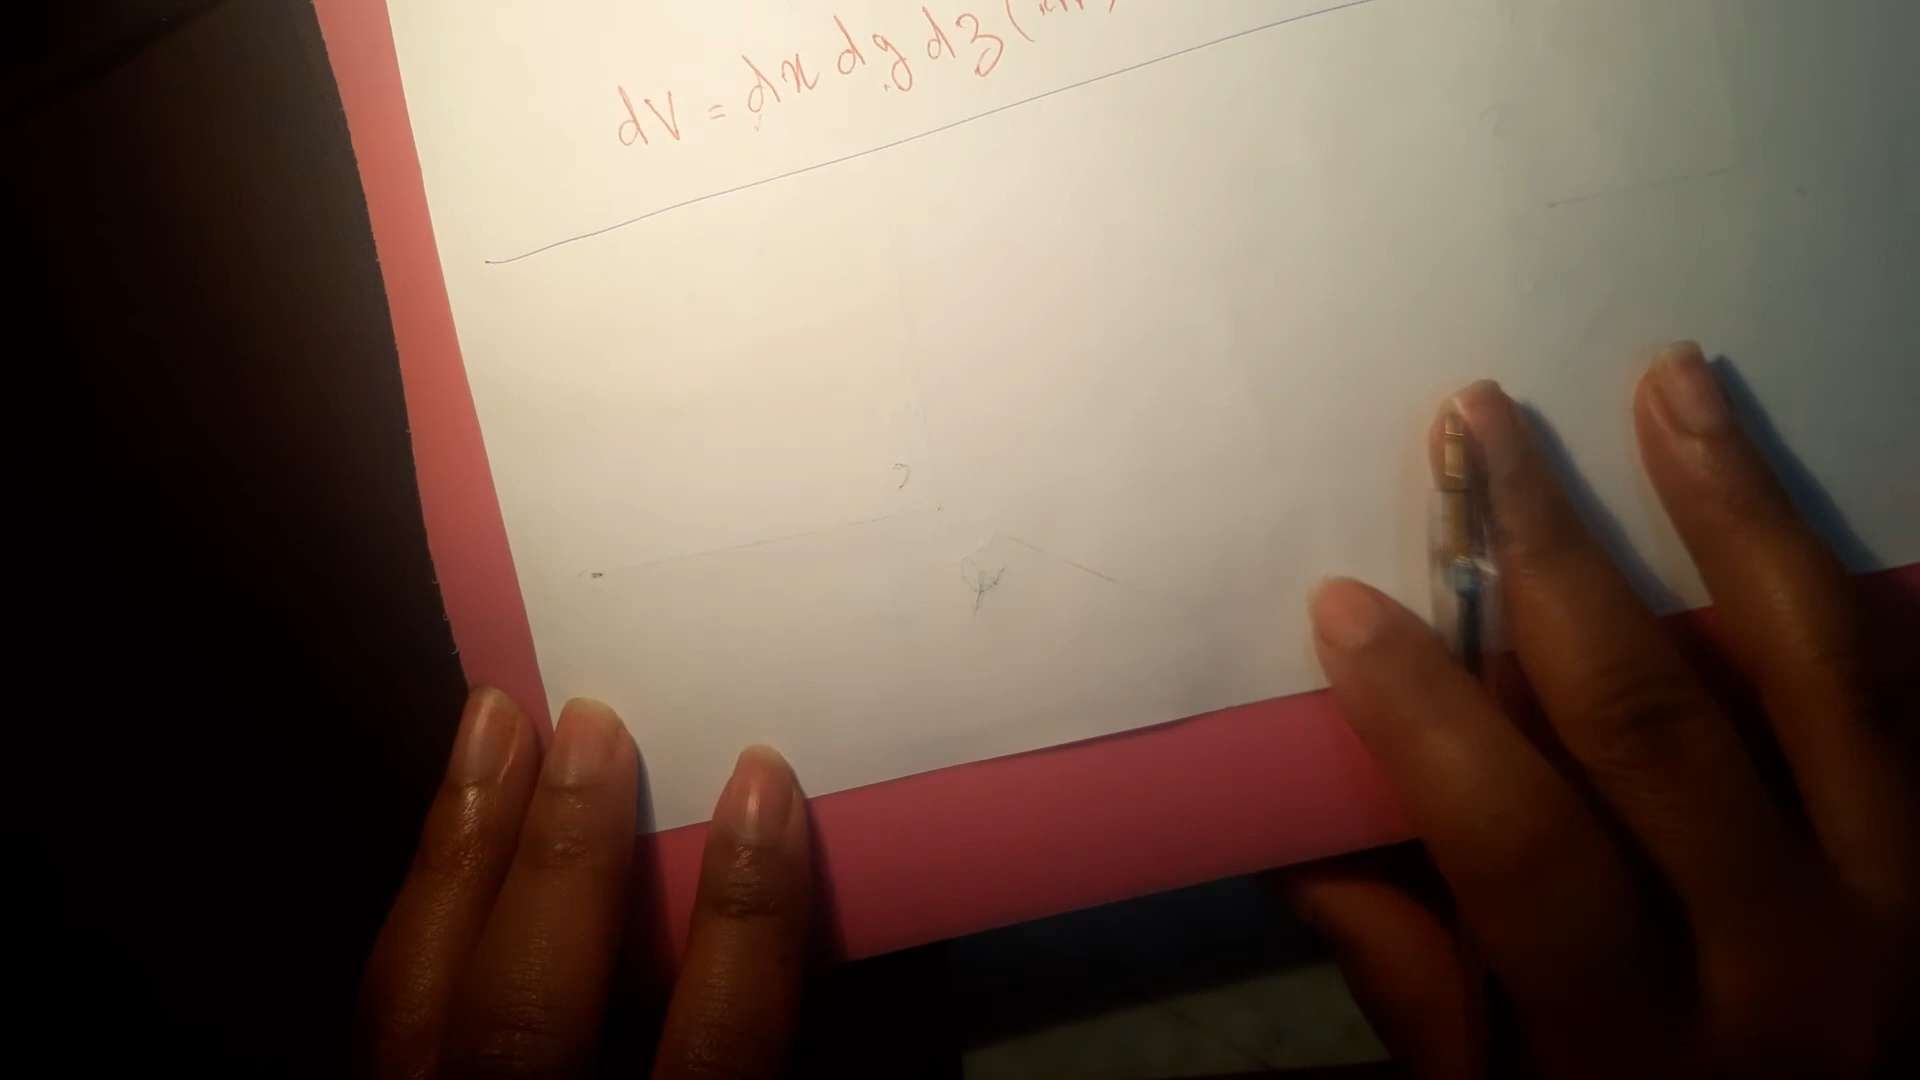 dV = dx dy dz